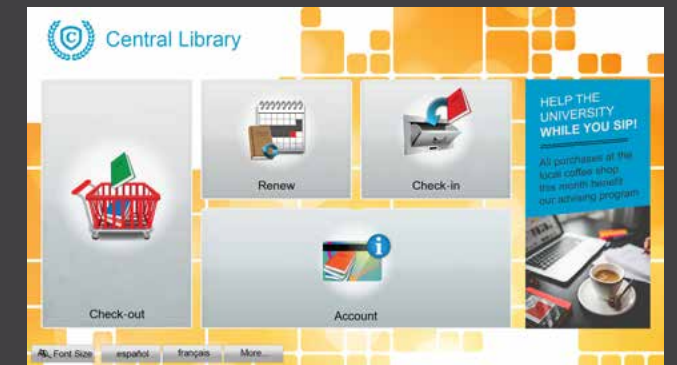 C
Central Library
Check-out
Renew
Check-in
i
Account
HELP THE
UNIVERSITY
WHILE YOU SIP!
All purchases at the
local coffee shop
this month benefit
our advising program
Font Size
español
français
More...